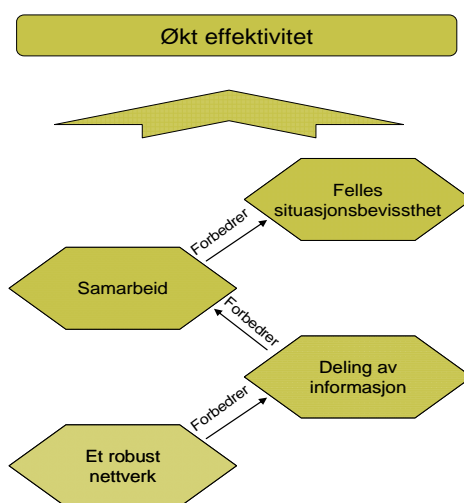 Økt effektivitet
Felles
situasjonsbevissthet
Forbedrer
Samarbeid
Forbedrer
Deling av
informasjon
Forbedrer
Et robust
nettverk